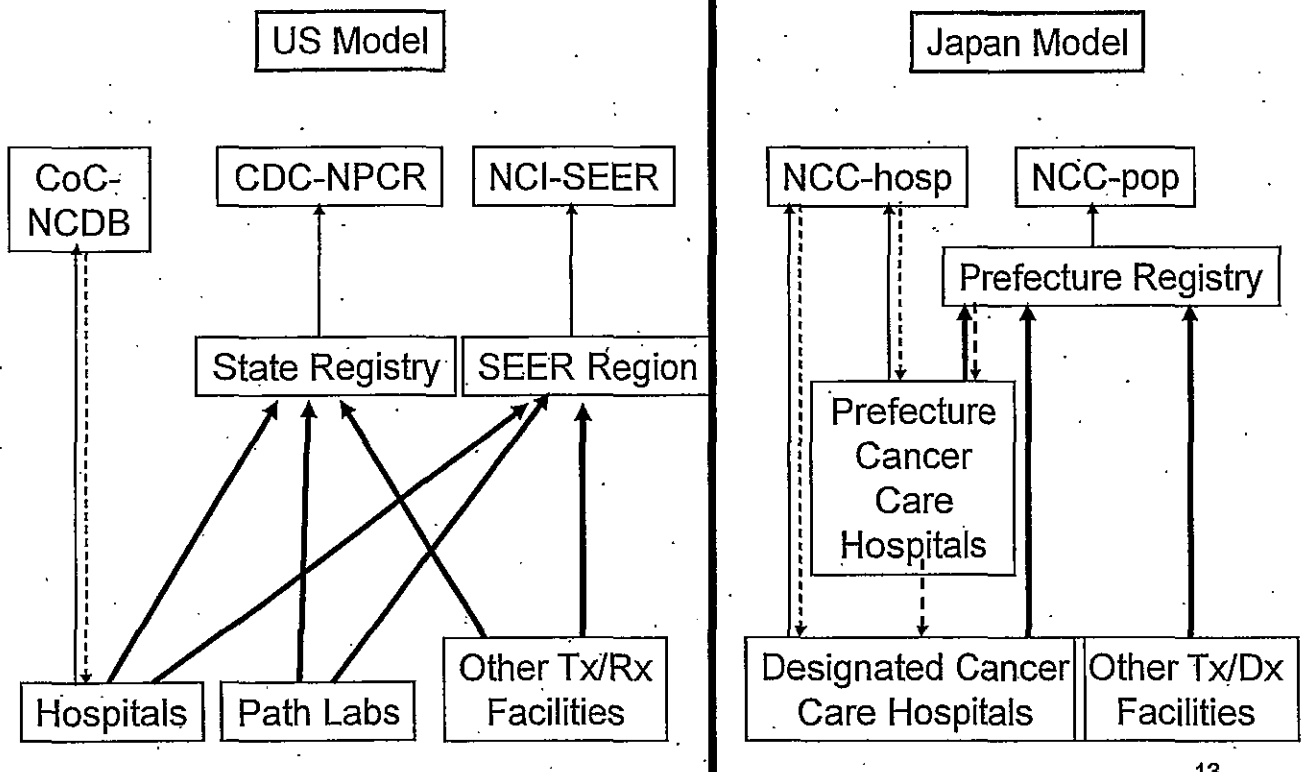 US Model
CoC-
NCDB
CDC-NPCR
NCI-SEER
State Registry
SEER Region
Hospitals
Path Labs
Other Tx/Rx
Facilities
Japan Model
NCC-hosp
NCC-pop
Prefecture Registry
Prefecture
Cancer
Care
Hospitals
Designated Cancer
Care Hospitals
Other Tx/Dx
Facilities
13